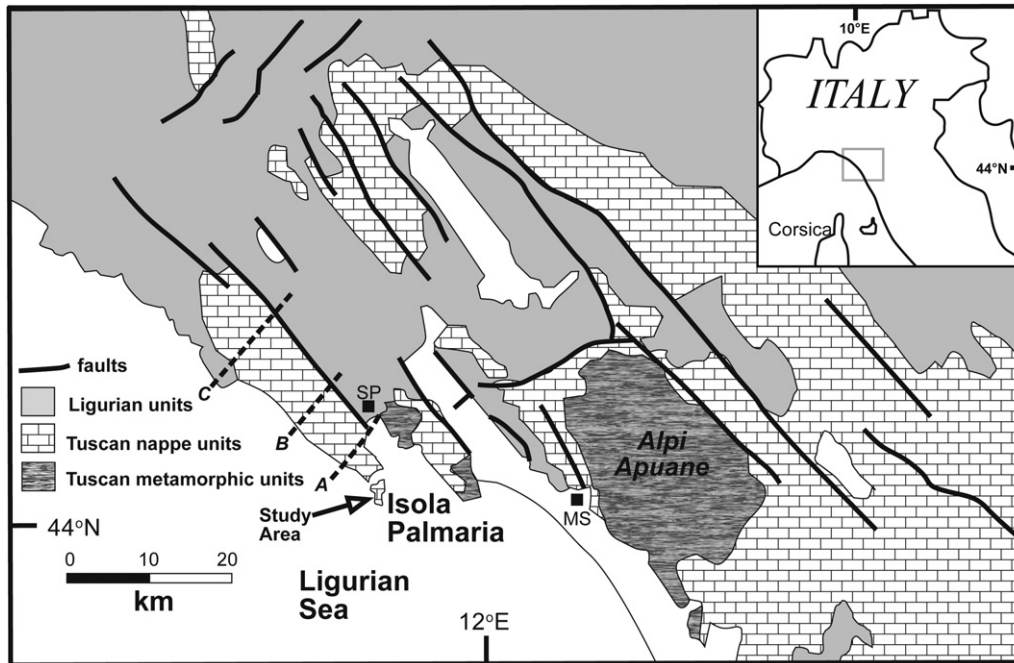 10°E
ITALY
44°N
Corsica
faults
Ligurian units
Tuscan nappe units
Tuscan metamorphic units
C
B
A
SP
MS
Alpi
Apuane
Study
Area
Isola
Palmaria
44°N
0 10 20
km
Ligurian
Sea
12°E